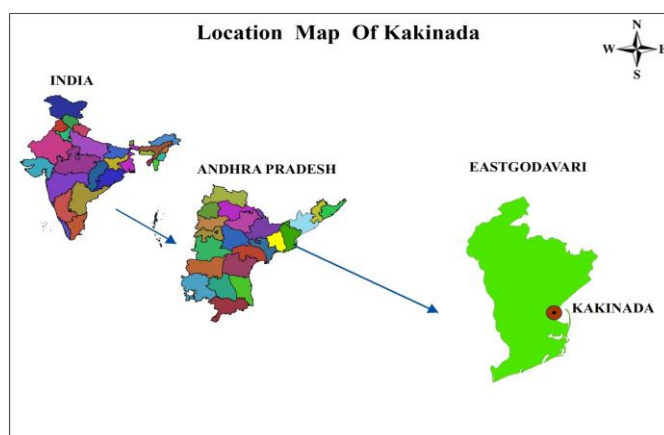 Location Map Of Kakinada
N
W E
S
INDIA
ANDHRA PRADESH
EASTGODAVARI
KAKINADA